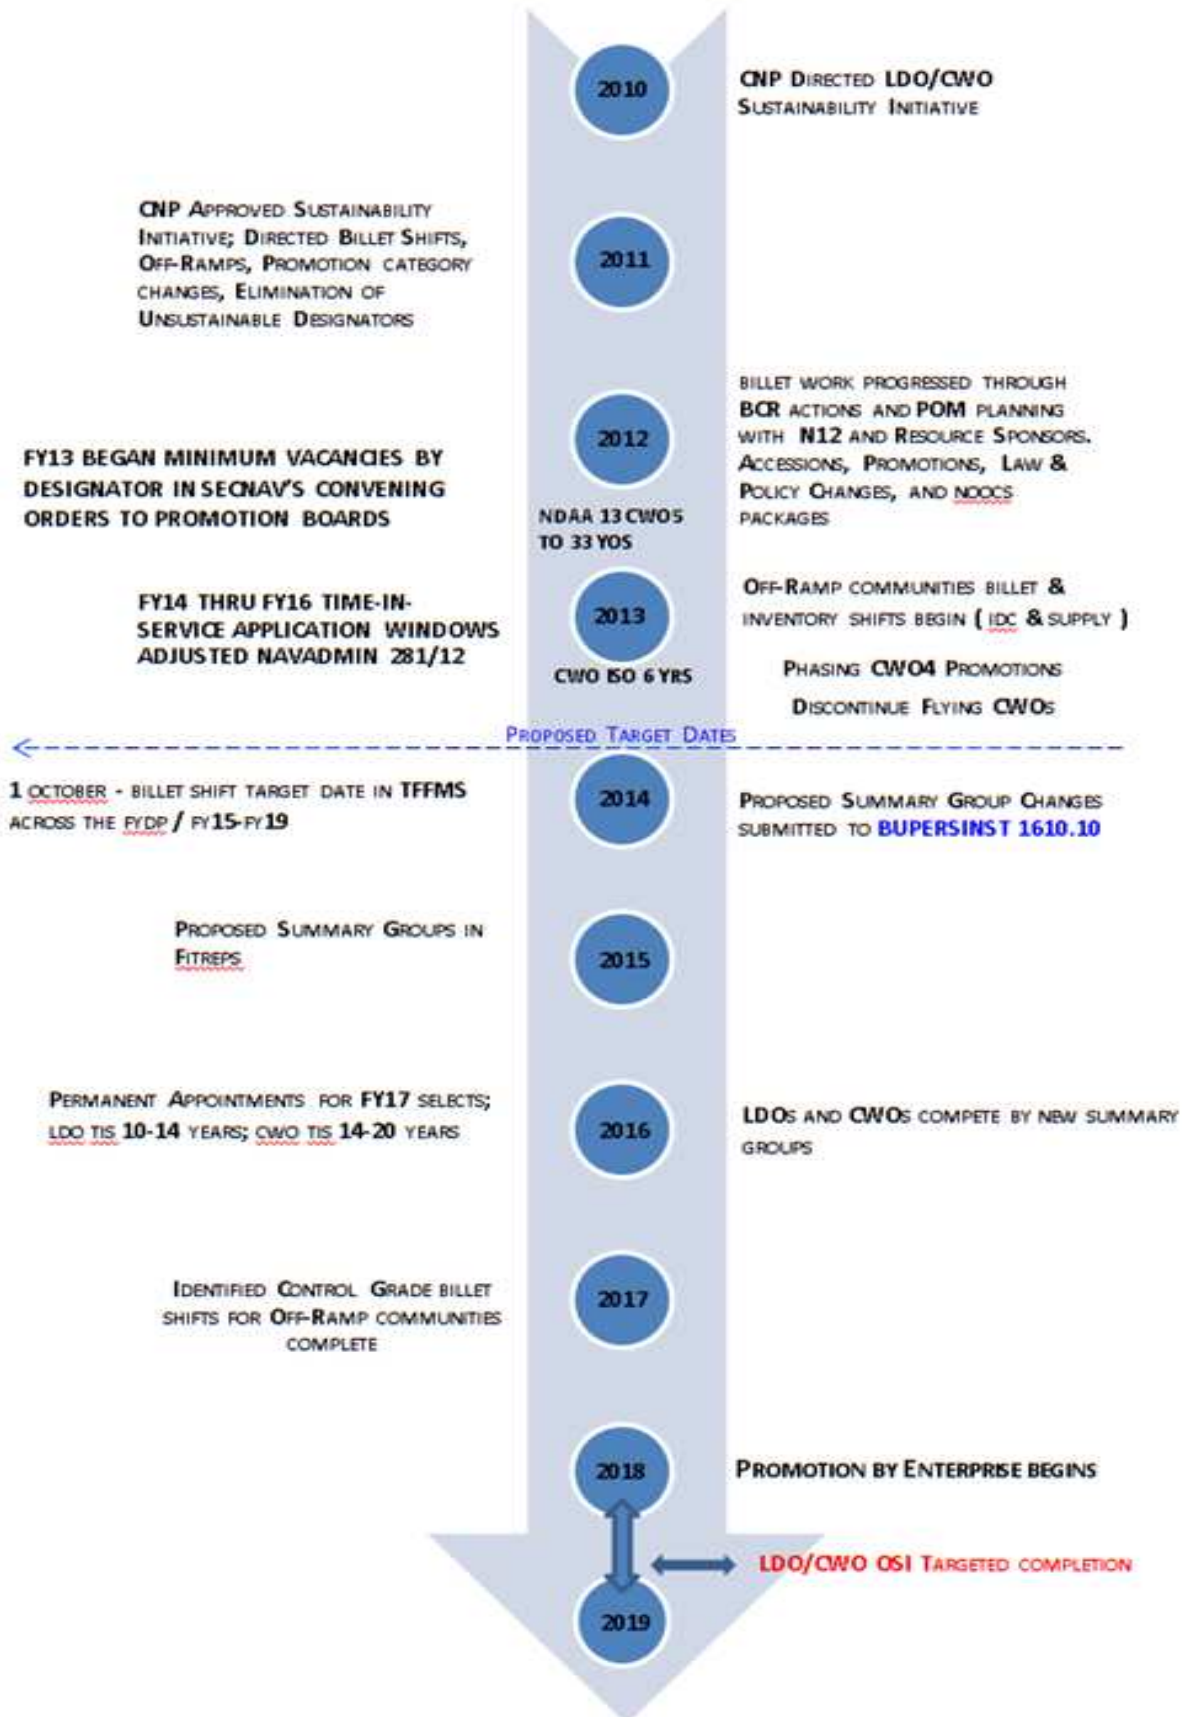 2010
CNP DIRECTED LDO/CWO
SUSTAINABILITY INITIATIVE
CNP APPROVED SUSTAINABILITY
INITIATIVE; DIRECTED BILLET SHIFTS,
OFF-RAMPS, PROMOTION CATEGORY
CHANGES, ELIMINATION OF
UNSUSTAINABLE DESIGNATORS
2011
2012
BILLET WORK PROGRESSED THROUGH
BCR ACTIONS AND POM PLANNING
WITH N12 AND RESOURCE SPONSORS.
ACCESSIONS, PROMOTIONS, LAW &
POLICY CHANGES, AND NOOCS
PACKAGES
FY13 BEGAN MINIMUM VACANCIES BY
DESIGNATOR IN SECNAV'S CONVENING
ORDERS TO PROMOTION BOARDS
NDAA 13 CWO5
TO 33 YOS
FY14 THRU FY16 TIME-IN-
SERVICE APPLICATION WINDOWS
ADJUSTED NAVADMIN 281/12
2013
CWO ISO 6 YRS
OFF-RAMP COMMUNITIES BILLET &
INVENTORY SHIFTS BEGIN ( IDC & SUPPLY )
PHASING CWO4 PROMOTIONS
DISCONTINUE FLYING CWOS
PROPOSED TARGET DATES
1 OCTOBER - BILLET SHIFT TARGET DATE IN TFFMS
ACROSS THE FYDP / FY15-FY19
2014
PROPOSED SUMMARY GROUP CHANGES
SUBMITTED TO BUPERSINST 1610.10
PROPOSED SUMMARY GROUPS IN
FITREPS
2015
PERMANENT APPOINTMENTS FOR FY17 SELECTS;
LDO TIS 10-14 YEARS; CWO TIS 14-20 YEARS
2016
LDOS AND CWOS COMPETE BY NEW SUMMARY
GROUPS
IDENTIFIED CONTROL GRADE BILLET
SHIFTS FOR OFF-RAMP COMMUNITIES
COMPLETE
2017
2018
PROMOTION BY ENTERPRISE BEGINS
LDO/CWO OSI TARGETED COMPLETION
2019